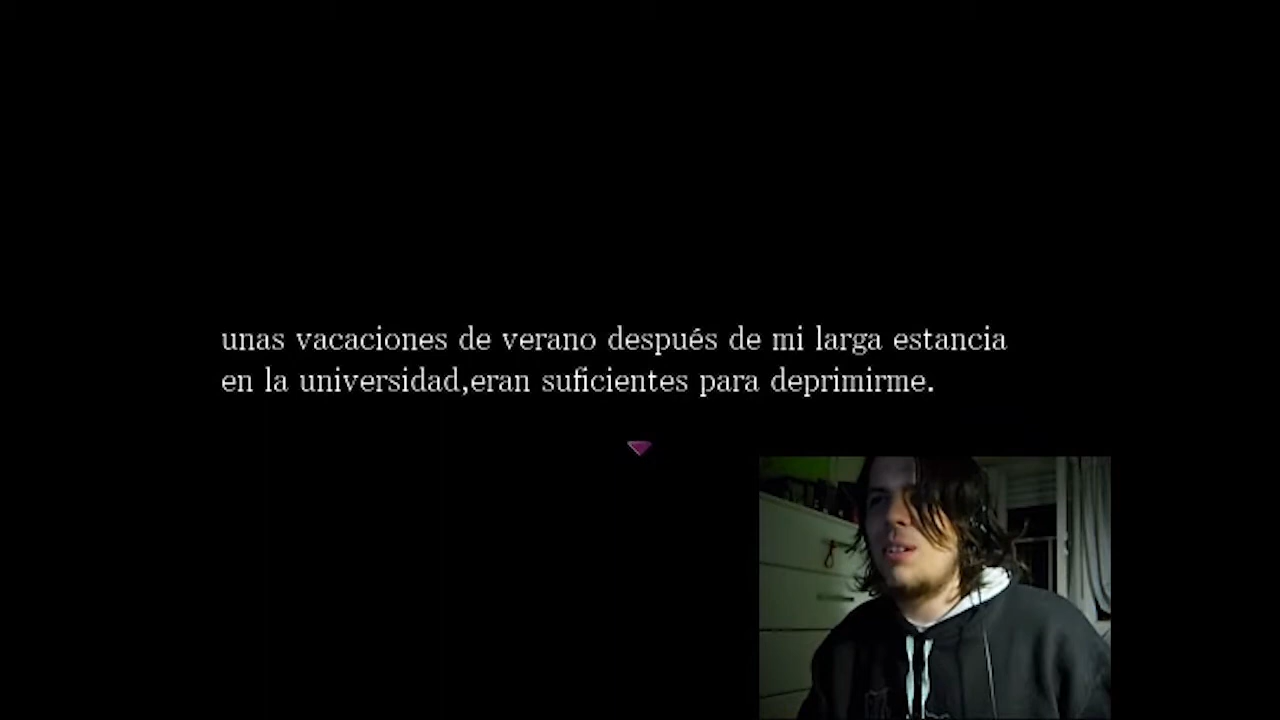 unas vacaciones de verano después de mi larga estancia
en la universidad,eran suficientes para deprimirme.